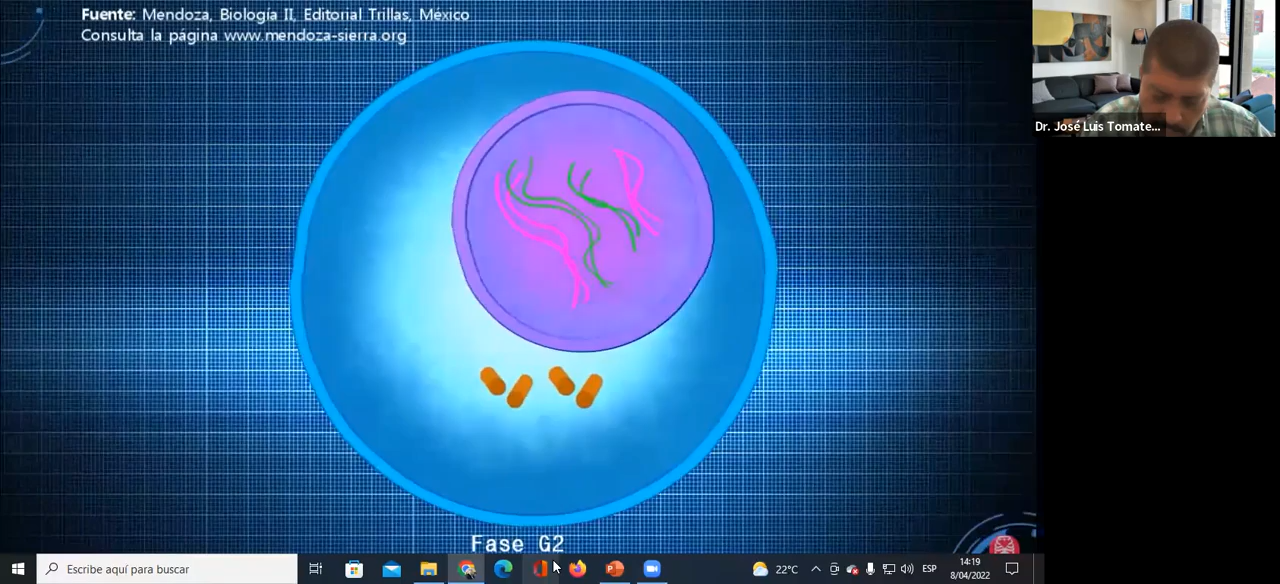 Fuente: Mendoza, Biología II, Editorial Trillas, México
Consulta la página www.mendoza-sierra.org
Dr. José Luis Tomate...
Fase G2
Escribe aquí para buscar
22°C
ESP
14:19
8/04/2022